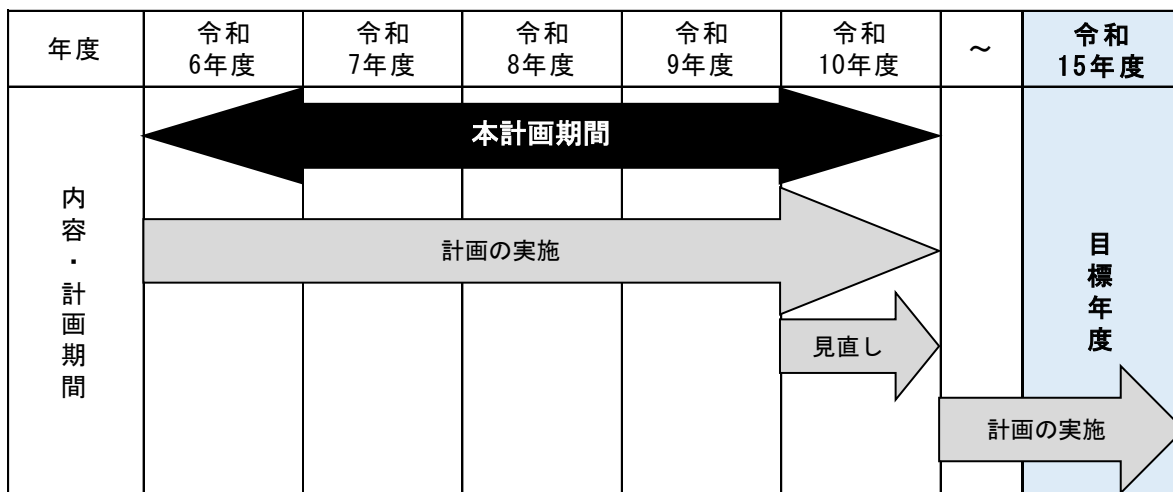 年度
令和
6年度
令和
7年度
令和
8年度
令和
9年度
令和
10年度
～
令和
15年度
内容・計画期間
本計画期間
計画の実施
見直し
計画の実施
目標年度